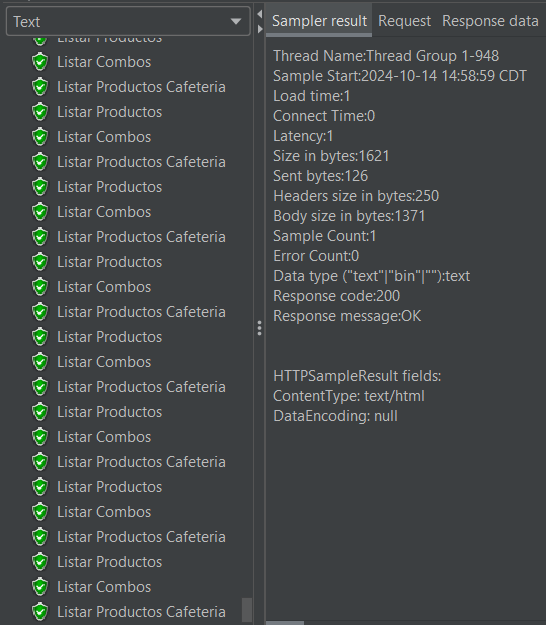 Text
Listar Productos
Listar Combos
Listar Productos Cafeteria
Listar Productos
Listar Combos
Listar Productos Cafeteria
Listar Productos
Listar Combos
Listar Productos Cafeteria
Listar Productos
Listar Combos
Listar Productos Cafeteria
Listar Productos
Listar Combos
Listar Productos Cafeteria
Listar Productos
Listar Combos
Listar Productos Cafeteria
Listar Productos
Listar Combos
Listar Productos Cafeteria
Listar Productos
Listar Combos
Listar Productos Cafeteria
Sampler result Request Response data
Thread Name:Thread Group 1-948
Sample Start:2024-10-14 14:58:59 CDT
Load time:1
Connect Time:0
Latency:1
Size in bytes:1621
Sent bytes:126
Headers size in bytes:250
Body size in bytes:1371
Sample Count:1
Error Count:0
Data type ("text"|"bin"|""):text
Response code:200
Response message:OK
HTTPSampleResult fields:
ContentType: text/html
DataEncoding: null